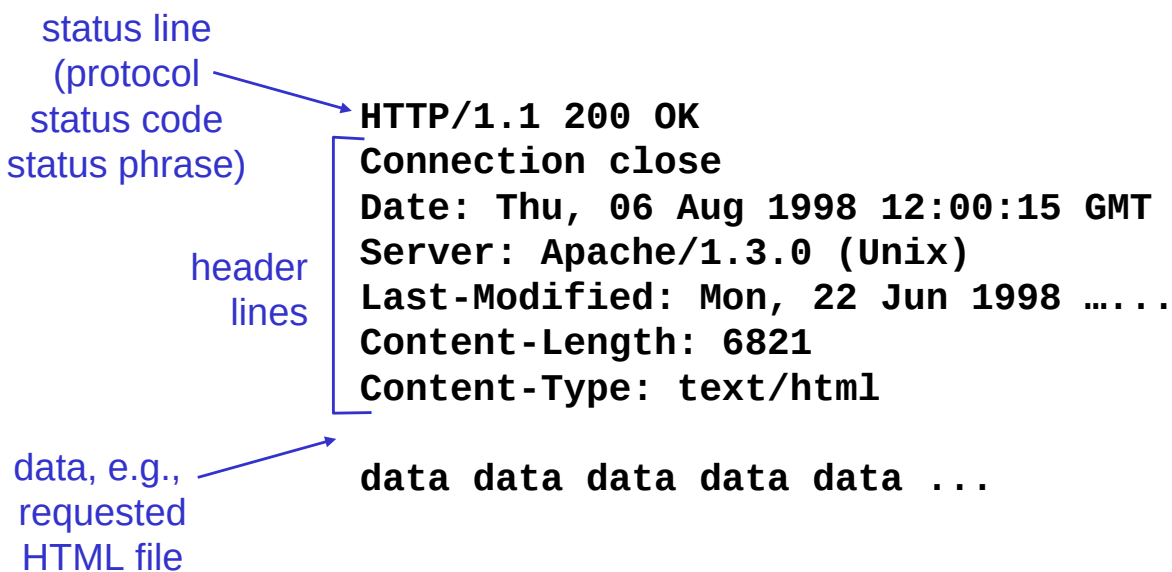 status line
(protocol
status code
status phrase)
HTTP/1.1 200 OK
Connection close
Date: Thu, 06 Aug 1998 12:00:15 GMT
Server: Apache/1.3.0 (Unix)
Last-Modified: Mon, 22 Jun 1998 …...
Content-Length: 6821
Content-Type: text/html
header
lines
data data data data data ...
data, e.g.,
requested
HTML file